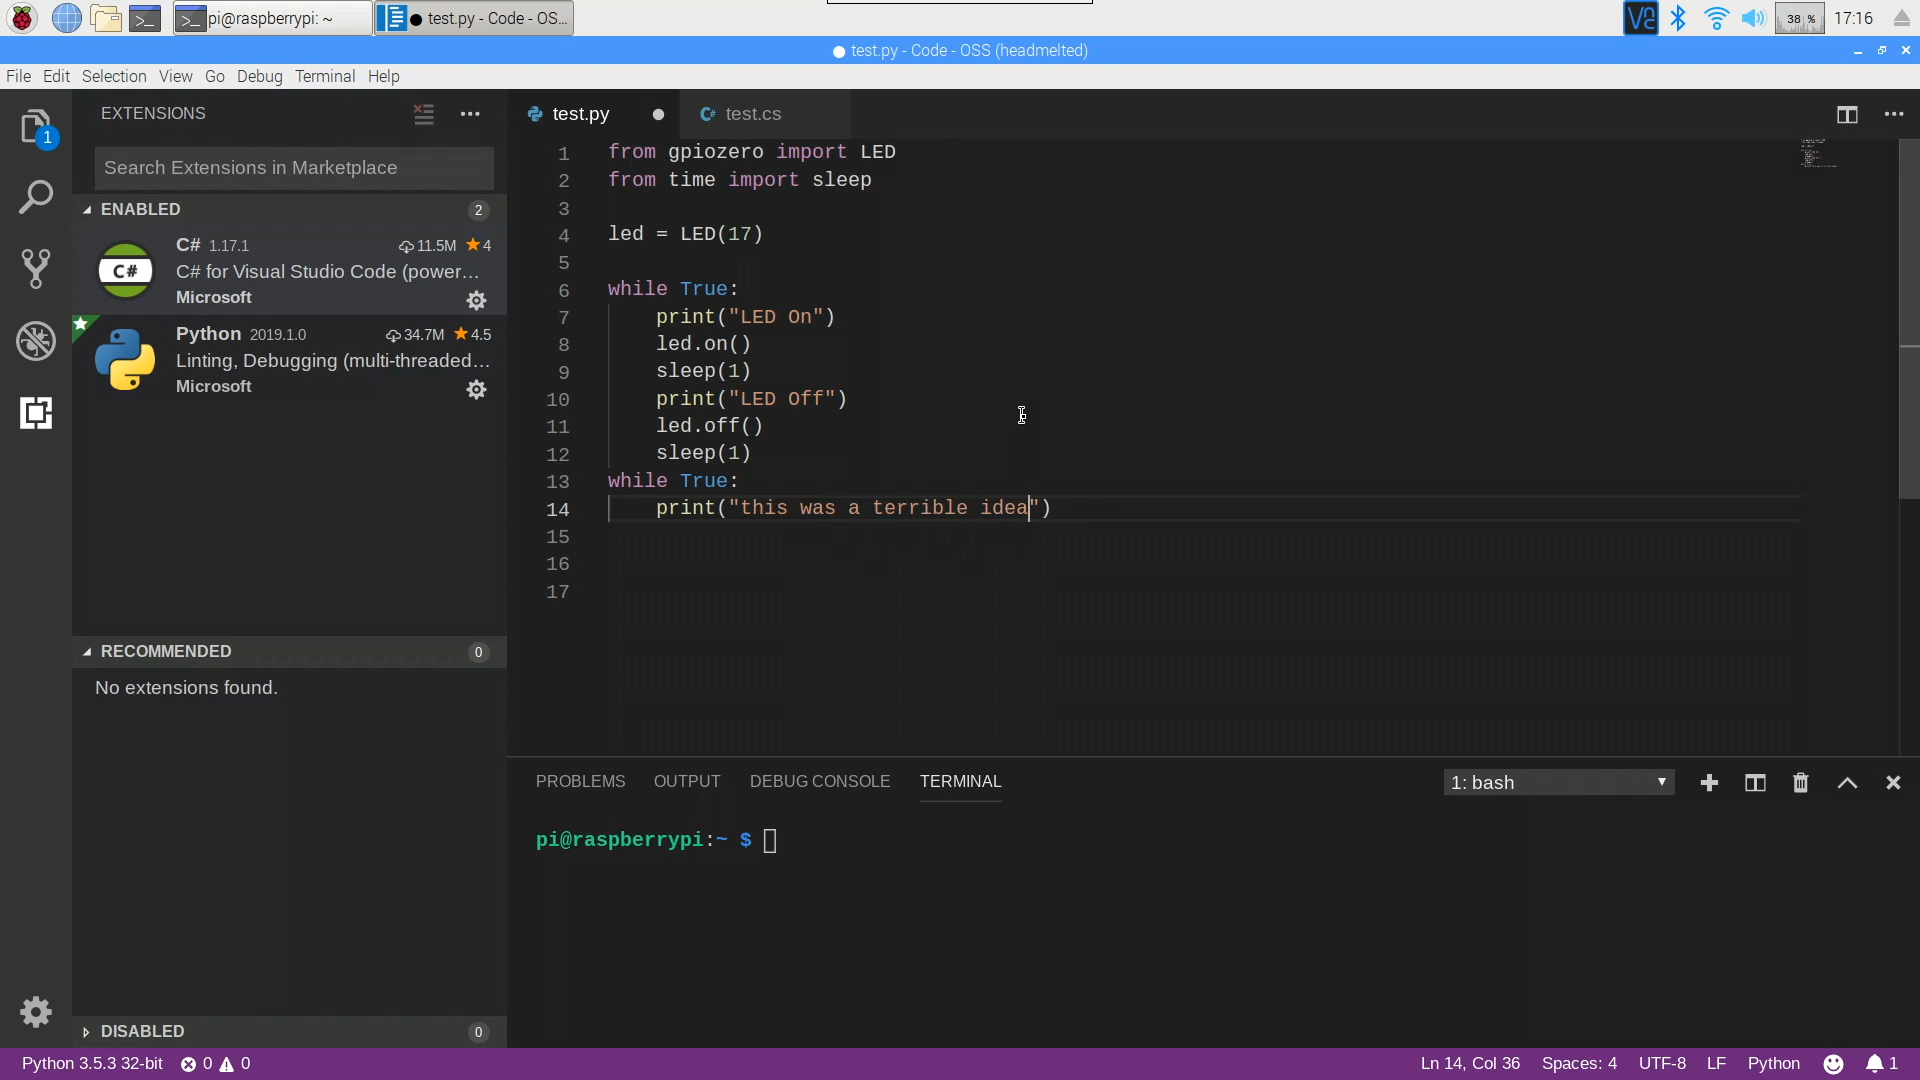 pi@raspberrypi: ~
test.py - Code - OS...
38 %
17:16
test.py - Code - OSS (headmelted)
File Edit Selection View Go Debug Terminal Help
EXTENSIONS
1
Search Extensions in Marketplace
ENABLED 2
C# 1.17.1 11.5M 4
C# for Visual Studio Code (power...
Microsoft
C#
Python 2019.1.0 34.7M 4.5
Linting, Debugging (multi-threaded...
Microsoft
RECOMMENDED 0
No extensions found.
DISABLED 0
test.py
C# test.cs
1 from gpiozero import LED
2 from time import sleep
3
4 led = LED(17)
5
6 while True:
7     print("LED On")
8     led.on()
9     sleep(1)
10     print("LED Off")
11     led.off()
12     sleep(1)
13 while True:
14     print("this was a terrible idea")
15
16
17
PROBLEMS OUTPUT DEBUG CONSOLE TERMINAL
1: bash
pi@raspberrypi:~ $
Python 3.5.3 32-bit 0 0
Ln 14, Col 36 Spaces: 4 UTF-8 LF Python 1